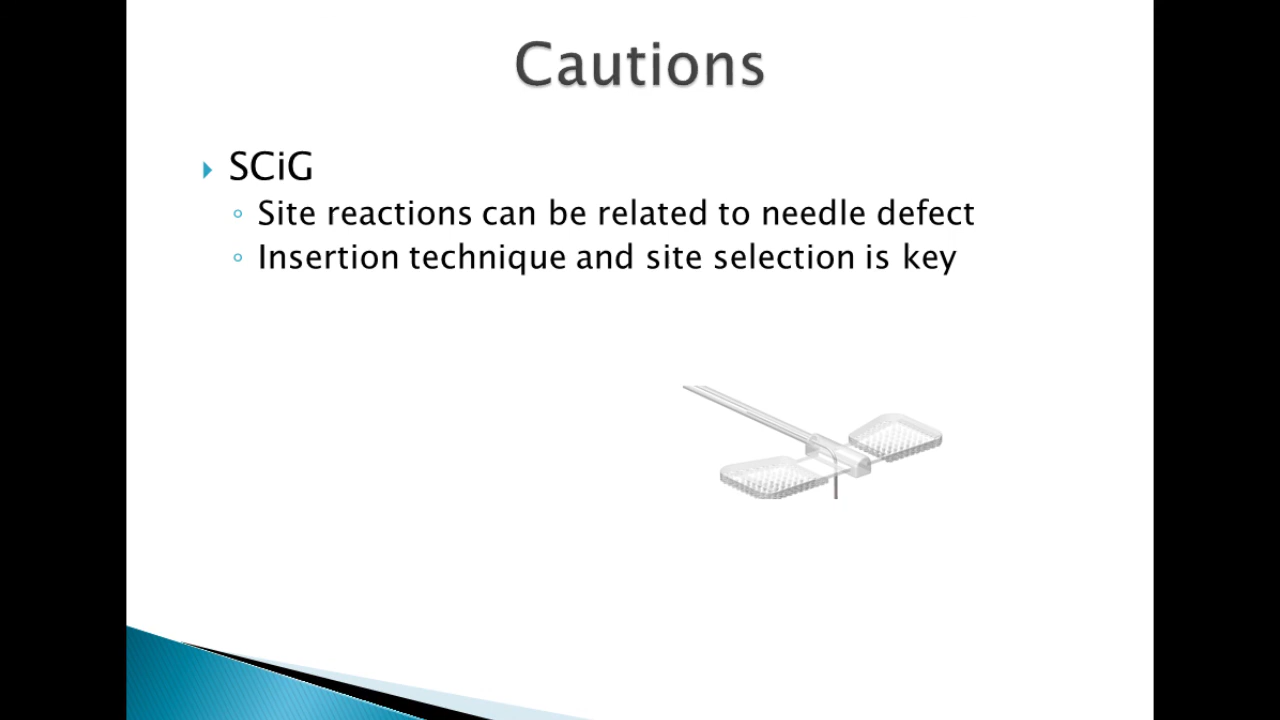 Cautions
SCiG
Site reactions can be related to needle defect
Insertion technique and site selection is key